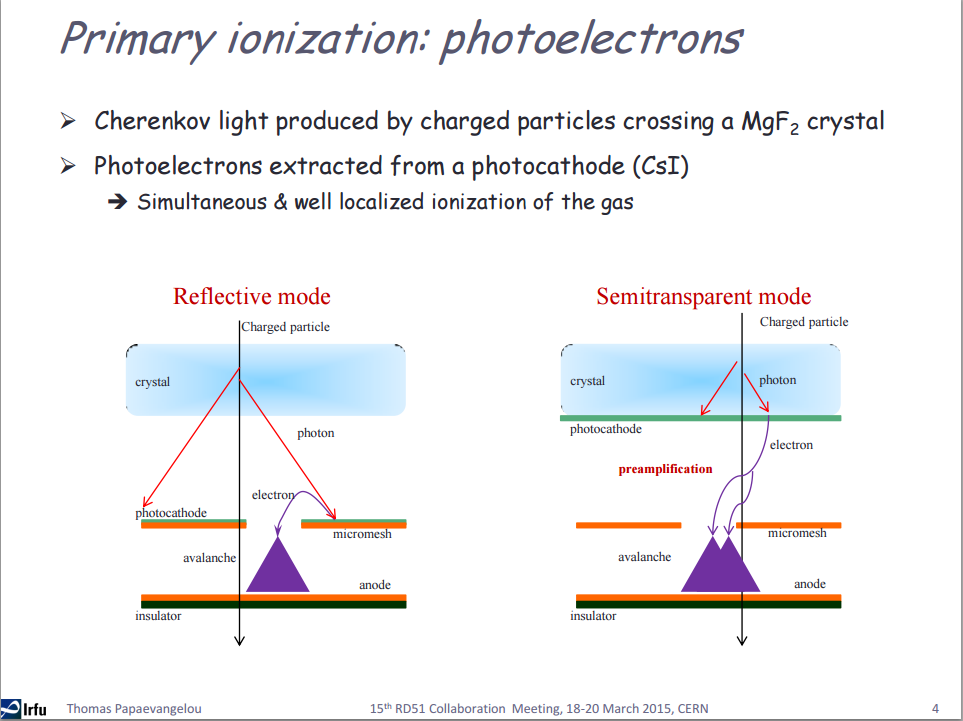 Primary ionization: photoelectrons
➢ Cherenkov light produced by charged particles crossing a MgF₂ crystal
➢ Photoelectrons extracted from a photocathode (CsI)
➔ Simultaneous & well localized ionization of the gas
Reflective mode
Charged particle
crystal
photon
electron
photocathode
micromesh
avalanche
anode
insulator
Semitransparent mode
Charged particle
crystal
photon
photocathode
electron
preamplification
micromesh
avalanche
anode
insulator
Irfu
Thomas Papaevangelou
15th RD51 Collaboration Meeting, 18-20 March 2015, CERN
4